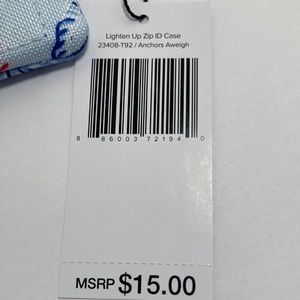 Lighten Up Zip ID Case
23408-T92 / Anchors Aweigh
8 86003 72194 0
MSRP $15.00